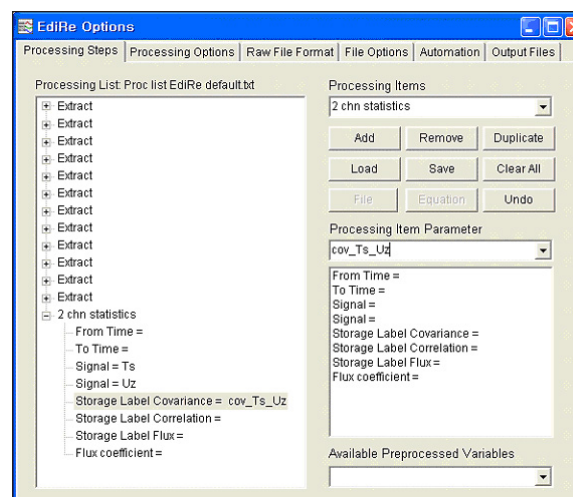 EdiRe Options
Processing Steps Processing Options Raw File Format File Options Automation Output Files
Processing List: Proc list EdiRe default.txt
Extract
Extract
Extract
Extract
Extract
Extract
Extract
Extract
Extract
Extract
Extract
Extract
2 chn statistics
From Time =
To Time =
Signal = Ts
Signal = Uz
Storage Label Covariance = cov_Ts_Uz
Storage Label Correlation =
Storage Label Flux =
Flux coefficient =
Processing Items
2 chn statistics
Add Remove Duplicate
Load Save Clear All
File Equation Undo
Processing Item Parameter
cov_Ts_Uz
From Time =
To Time =
Signal =
Signal =
Storage Label Covariance =
Storage Label Correlation =
Storage Label Flux =
Flux coefficient =
Available Preprocessed Variables